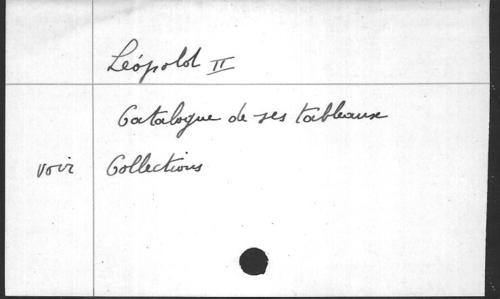 Léopold II
Catalogue de ses tableaux
voir Collections